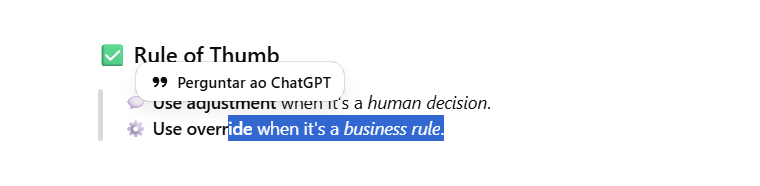 ✅ Rule of Thumb
Perguntar ao ChatGPT
Use adjustment when it's a human decision.
Use override when it's a business rule.